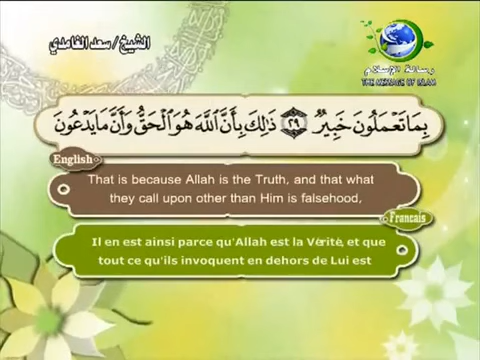 الشيخ / سعد الغامدي
رسالة الإسلام
THE MESSAGE OF ISLAM
بِمَا تَعْمَلُونَ خَبِيرٌ ٢٩ ذَٰلِكَ بِأَنَّ ٱللَّهَ هُوَ ٱلْحَقُّ وَأَنَّ مَا يَدْعُونَ
English
That is because Allah is the Truth, and that what
they call upon other than Him is falsehood,
Francais
Il en est ainsi parce qu'Allah est la Vérité, et que
tout ce qu'ils invoquent en dehors de Lui est